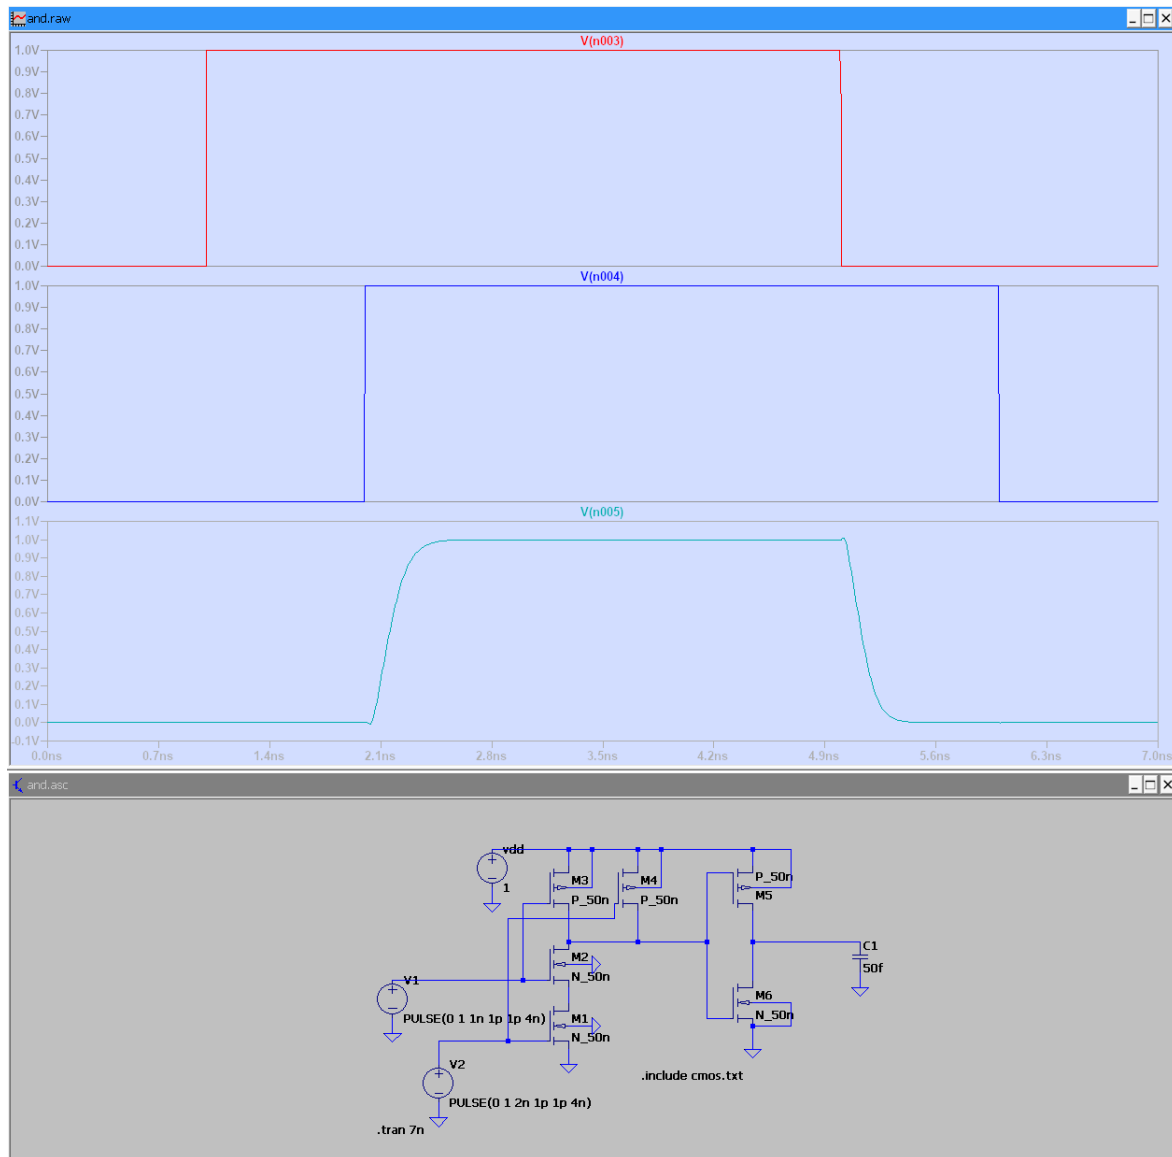 and.raw
V(n003)
1.0V
0.9V
0.8V
0.7V
0.6V
0.5V
0.4V
0.3V
0.2V
0.1V
0.0V
V(n004)
1.0V
0.9V
0.8V
0.7V
0.6V
0.5V
0.4V
0.3V
0.2V
0.1V
0.0V
V(n005)
1.1V
1.0V
0.9V
0.8V
0.7V
0.6V
0.5V
0.4V
0.3V
0.2V
0.1V
0.0V
-0.1V
0.0ns 0.7ns 1.4ns 2.1ns 2.8ns 3.5ns 4.2ns 4.9ns 5.6ns 6.3ns 7.0ns
and.asc
vdd
1
M3
P_50n
M4
P_50n
P_50n
M5
M2
N_50n
C1
50f
V1
PULSE(0 1 1n 1p 1p 4n)
M1
N_50n
M6
N_50n
V2
PULSE(0 1 2n 1p 1p 4n)
.include cmos.txt
.tran 7n